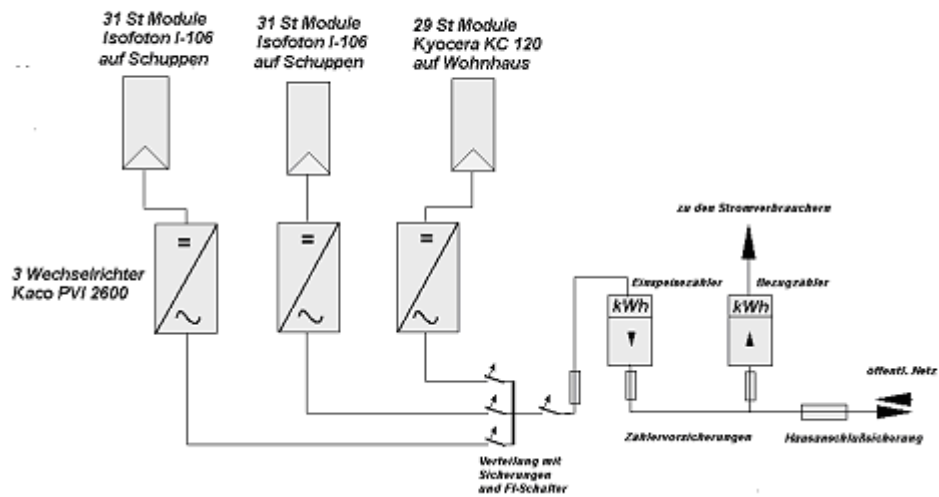 31 St Module
Isofoton I-106
auf Schuppen
31 St Module
Isofoton I-106
auf Schuppen
29 St Module
Kyocera KC 120
auf Wohnhaus
zu den Stromverbrauchern
3 Wechselrichter
Kaco PVI 2600
Einspeisezähler
Bezugzähler
kWh
kWh
öffentl. Netz
Zahlervorsicherungen
Hausanschlußsicherung
Verteilung mit
Sicherungen
und FI-Schalter